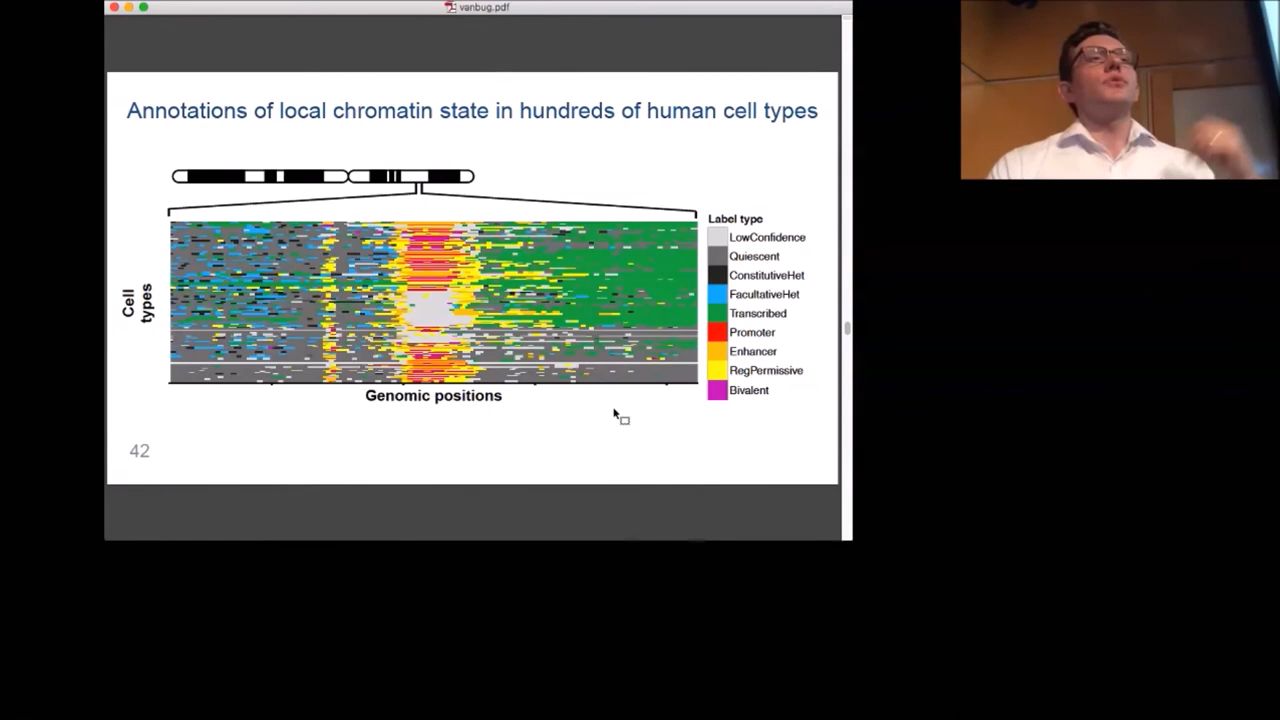 vanbug.pdf
Annotations of local chromatin state in hundreds of human cell types
Label type
LowConfidence
Quiescent
ConstitutiveHet
FacultativeHet
Transcribed
Promoter
Enhancer
RegPermissive
Bivalent
Cell
types
Genomic positions
42